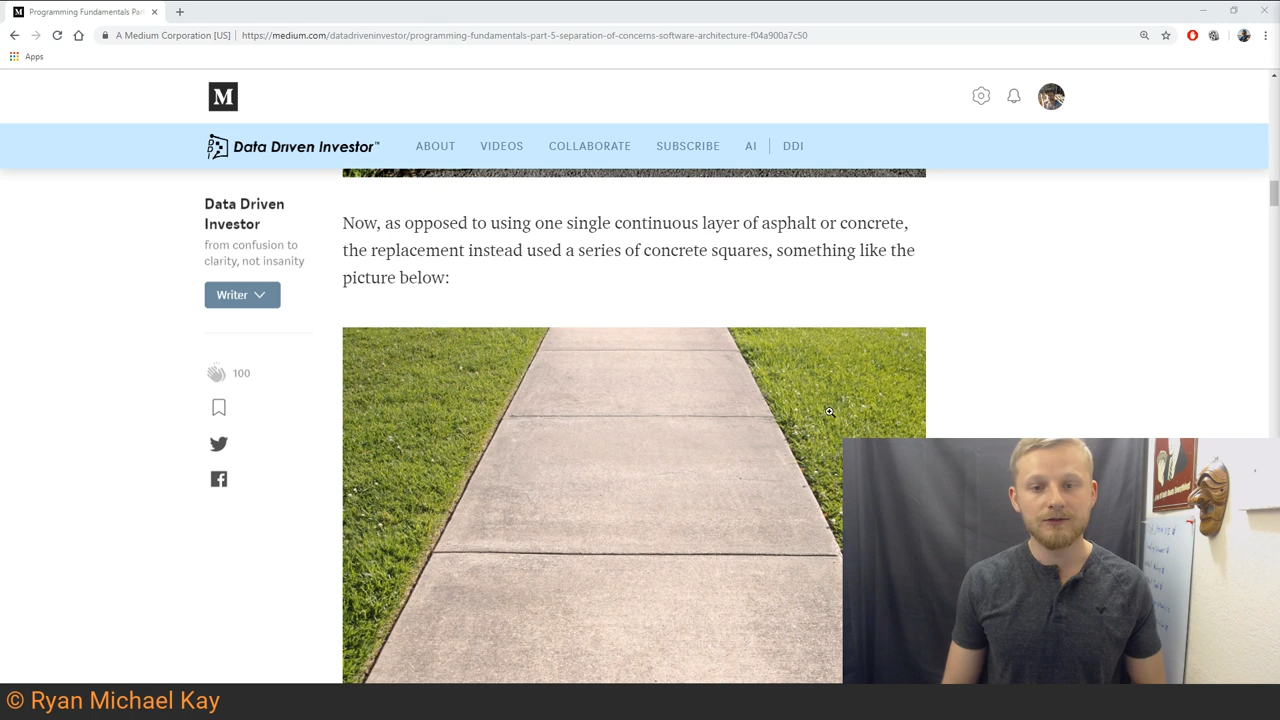 Programming Fundamentals Par
A Medium Corporation [US]
https://medium.com/datadriveninvestor/programming-fundamentals-part-5-separation-of-concerns-software-architecture-f04a900a7c50
Apps
M
Data Driven Investor™
ABOUT
VIDEOS
COLLABORATE
SUBSCRIBE
AI
DDI
Data Driven
Investor
from confusion to
clarity, not insanity
Writer
100
Now, as opposed to using one single continuous layer of asphalt or concrete,
the replacement instead used a series of concrete squares, something like the
picture below:
© Ryan Michael Kay